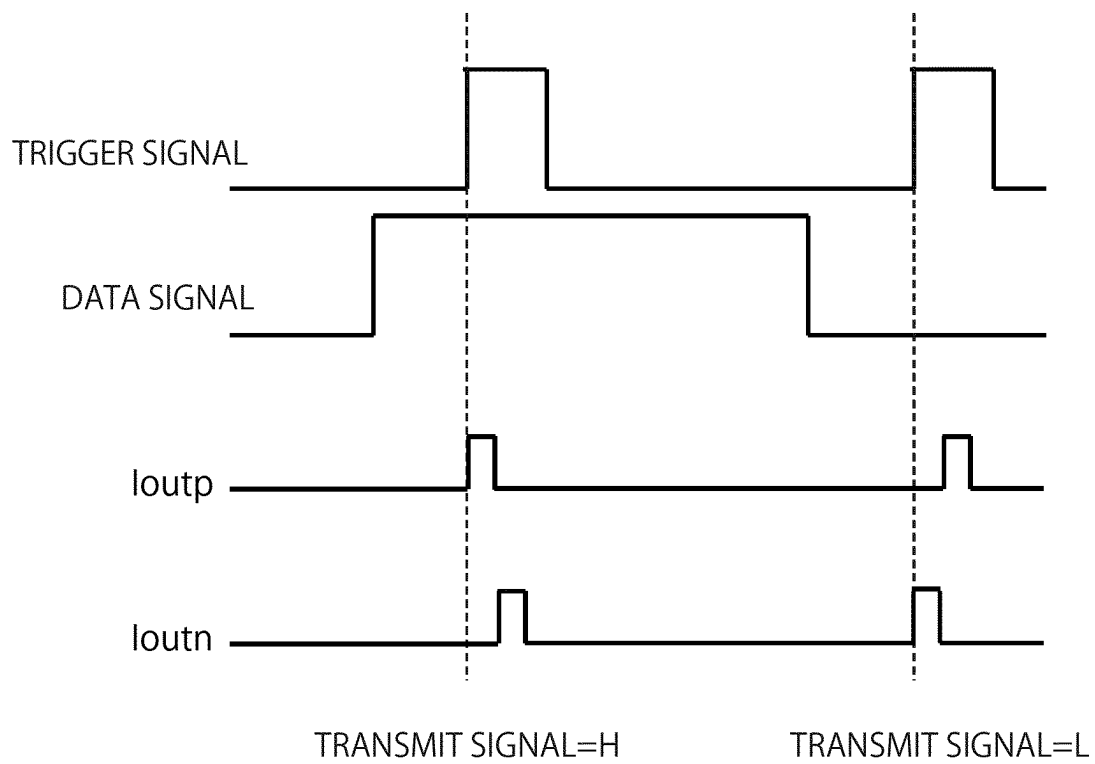 TRIGGER SIGNAL
DATA SIGNAL
Ioutp
Ioutn
TRANSMIT SIGNAL=H
TRANSMIT SIGNAL=L